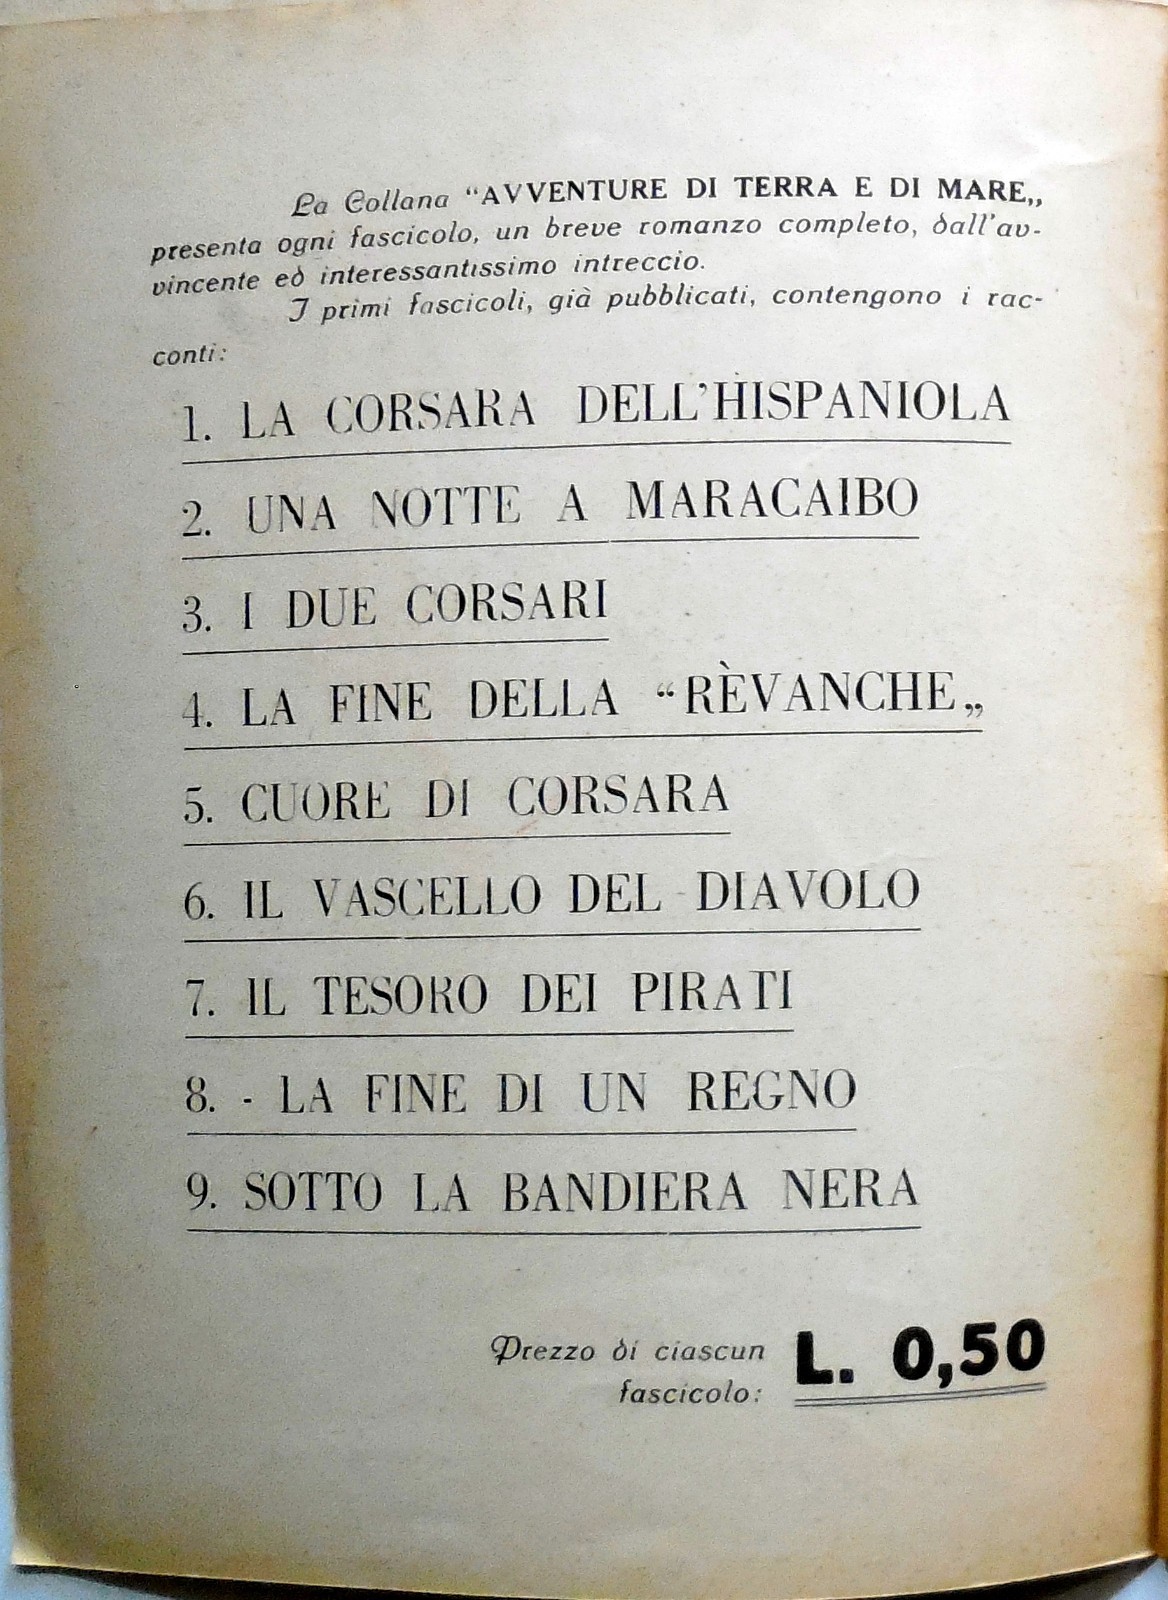 La Collana “AVVENTURE DI TERRA E DI MARE„
presenta ogni fascicolo, un breve romanzo completo, dall'av-
vincente ed interessantissimo intreccio.
I primi fascicoli, già pubblicati, contengono i rac-
conti:
1. LA CORSARA DELL'HISPANIOLA
2. UNA NOTTE A MARACAIBO
3. I DUE CORSARI
4. LA FINE DELLA “RÈVANCHE„
5. CUORE DI CORSARA
6. IL VASCELLO DEL DIAVOLO
7. IL TESORO DEI PIRATI
8. - LA FINE DI UN REGNO
9. SOTTO LA BANDIERA NERA
Prezzo di ciascun
fascicolo: L. 0,50